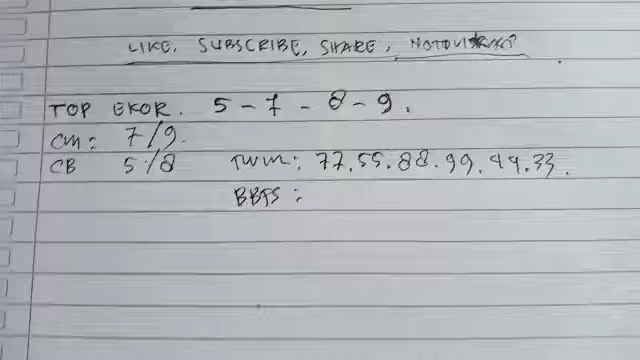 LIKE, SUBSCRIBE, SHARE,
TOP EKOR. 5 - 7 - 8 - 9.
CM: 7/9.
CB 5/8 TWM: 77.55.88.99.44.33.
BBFS :